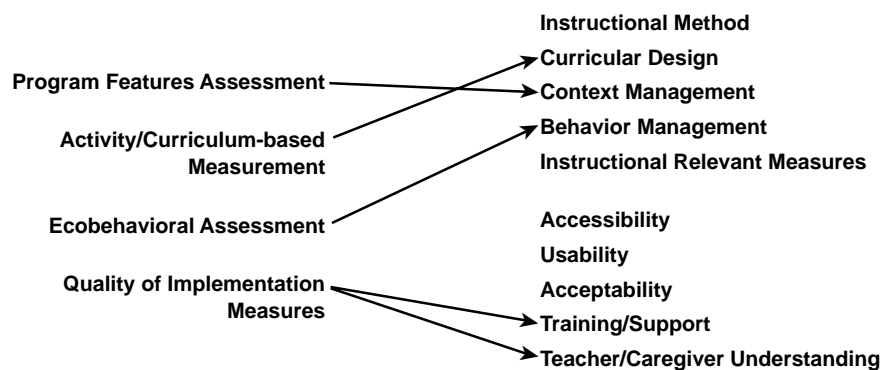 Program Features Assessment
Activity/Curriculum-based
Measurement
Ecobehavioral Assessment
Quality of Implementation
Measures
Instructional Method
Curricular Design
Context Management
Behavior Management
Instructional Relevant Measures
Accessibility
Usability
Acceptability
Training/Support
Teacher/Caregiver Understanding